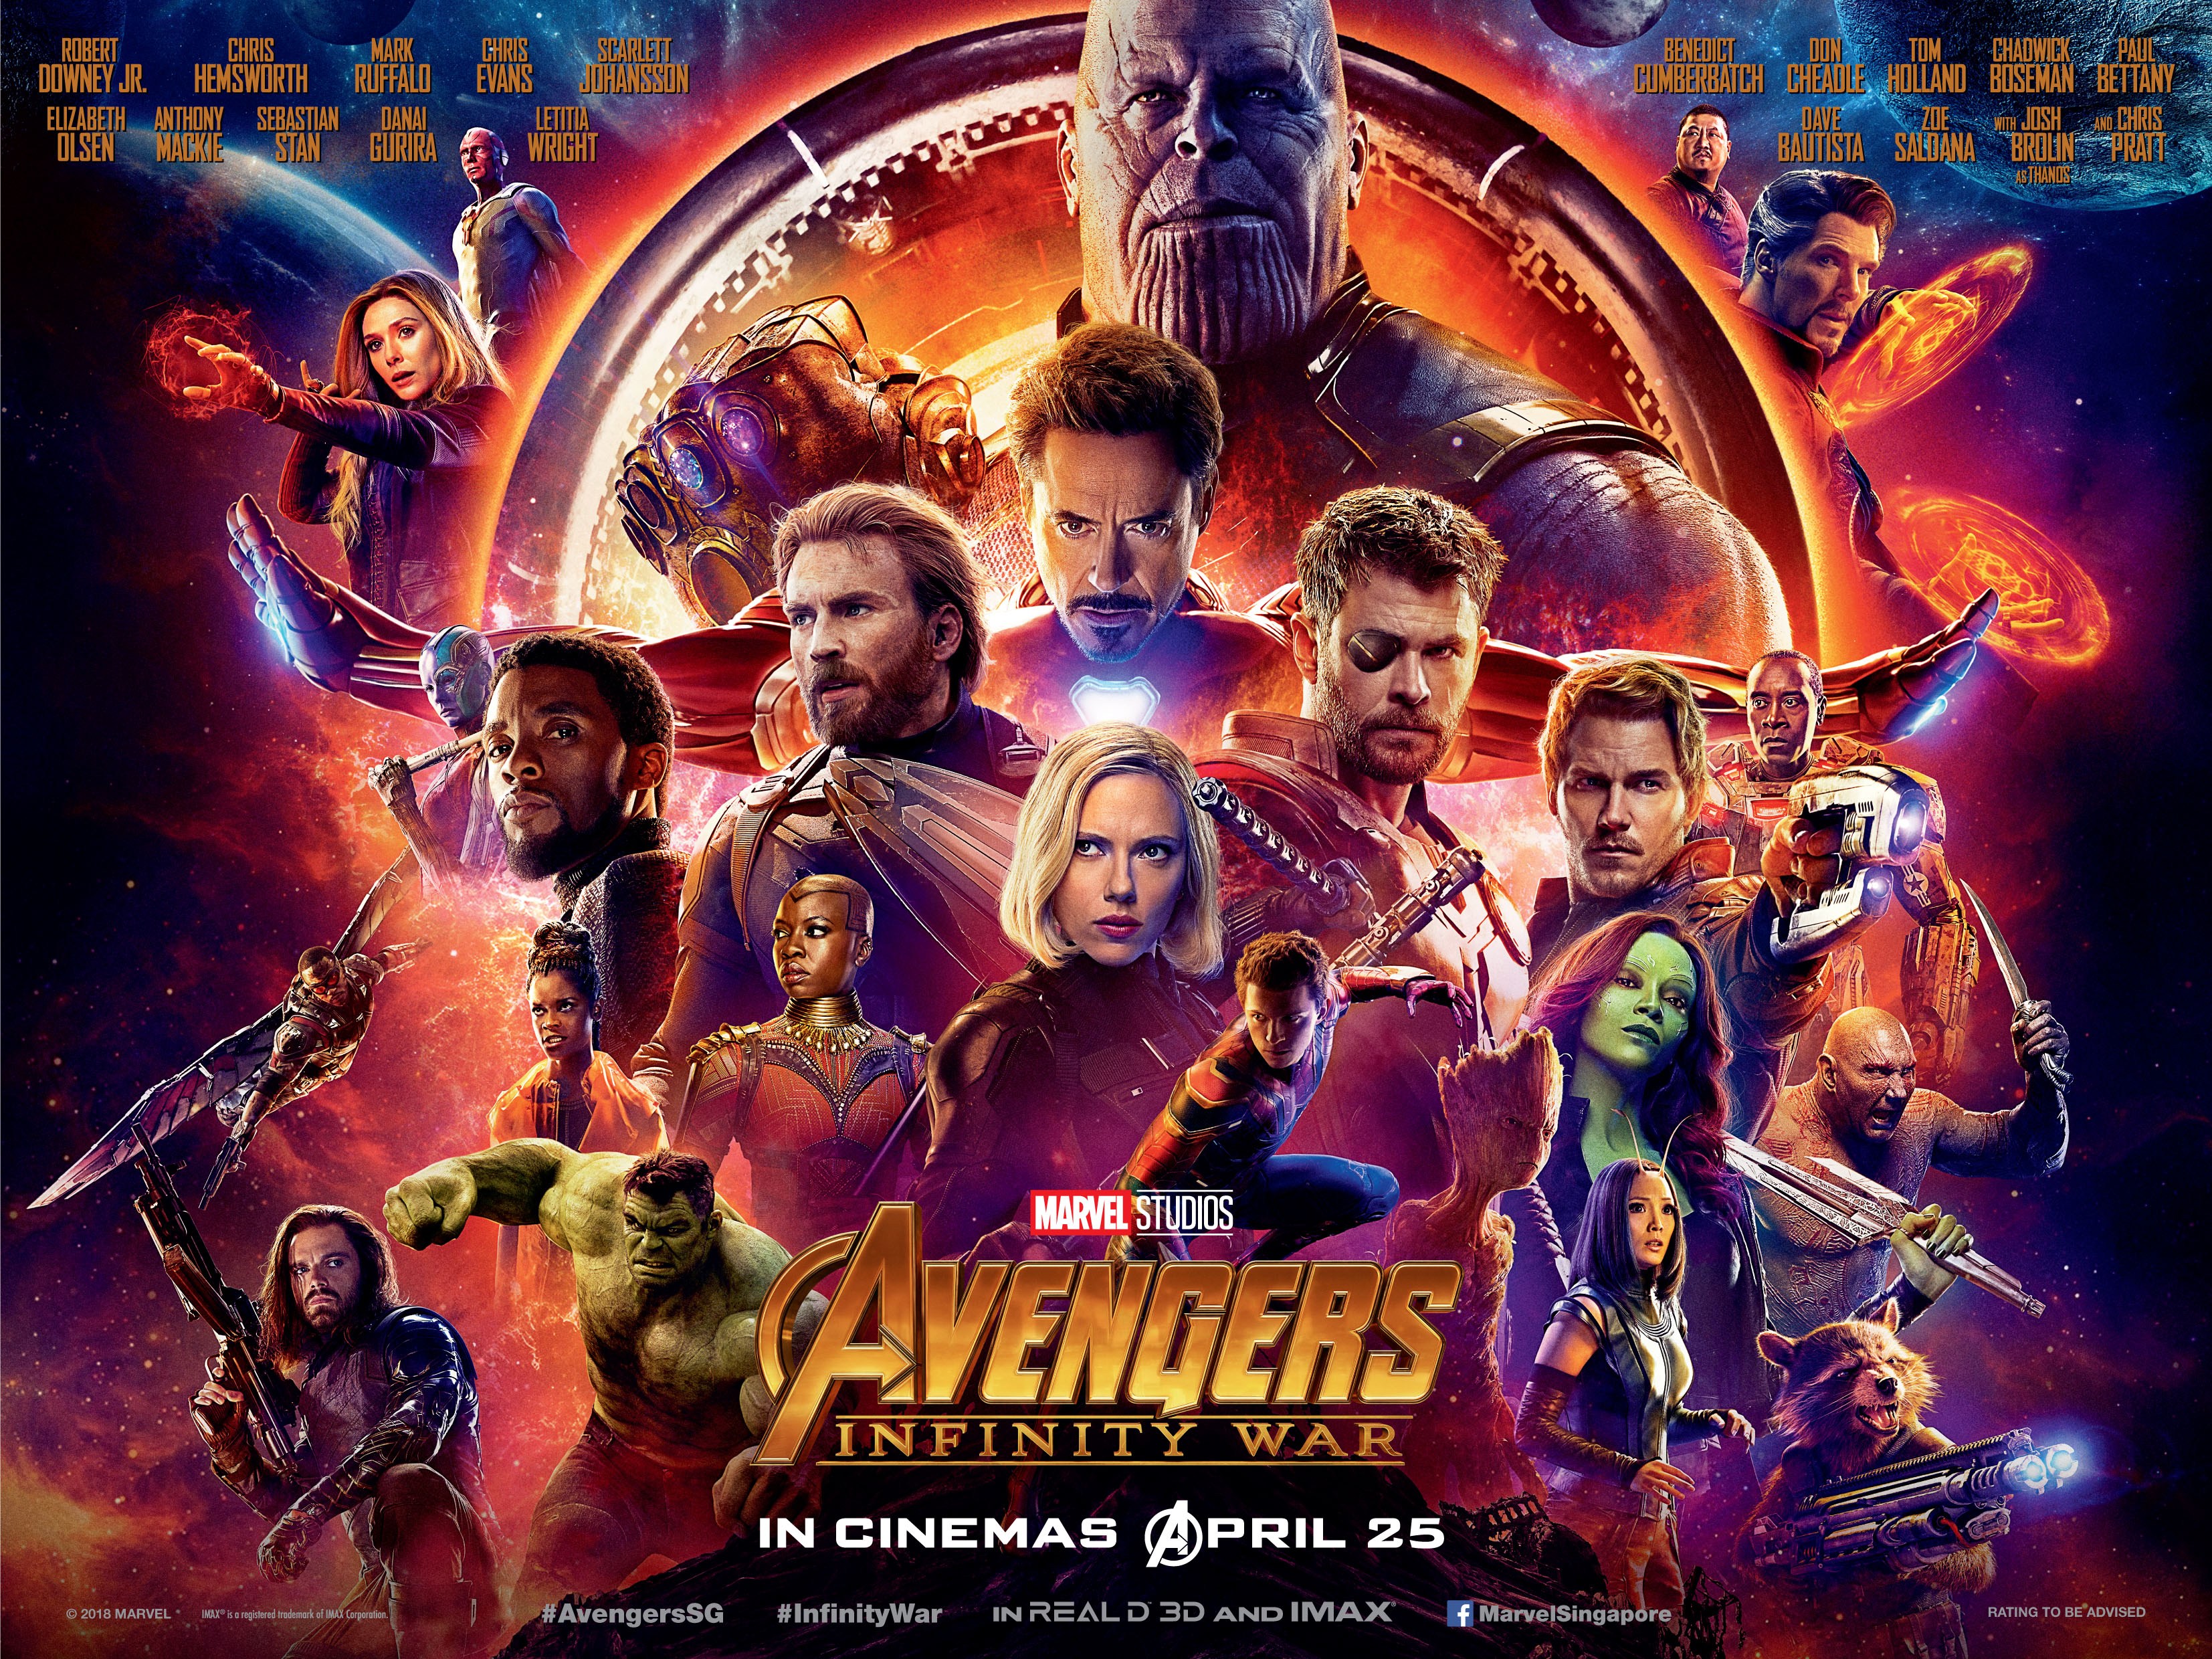 ROBERT DOWNEY JR. CHRIS HEMSWORTH MARK RUFFALO CHRIS EVANS SCARLETT JOHANSSON
ELIZABETH OLSEN ANTHONY MACKIE SEBASTIAN STAN DANAI GURIRA LETITIA WRIGHT
BENEDICT CUMBERBATCH DON CHEADLE TOM HOLLAND CHADWICK BOSEMAN PAUL BETTANY
DAVE BAUTISTA ZOE SALDANA WITH JOSH BROLIN AS THANOS AND CHRIS PRATT
MARVEL STUDIOS
AVENGERS
INFINITY WAR
IN CINEMAS APRIL 25
© 2018 MARVEL IMAX® is a registered trademark of IMAX Corporation. #AvengersSG #InfinityWar IN REAL D 3D AND IMAX® MarvelSingapore RATING TO BE ADVISED